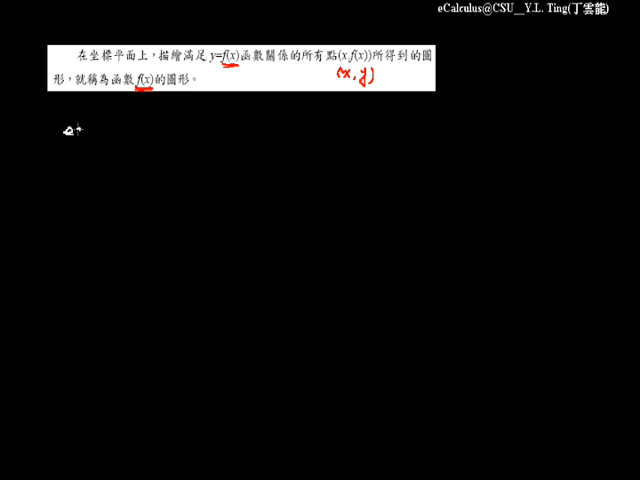 eCalculus@CSU__Y.L. Ting(丁雲龍)
在坐標平面上，描繪滿足 y=f(x)函數關係的所有點(x,f(x))所得到的圖
形，就稱為函數 f(x)的圖形。
(x,y)